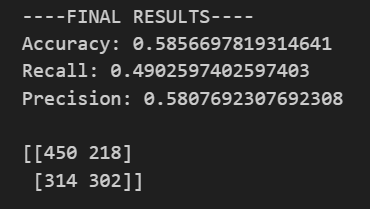 ----FINAL RESULTS----
Accuracy: 0.5856697819314641
Recall: 0.4902597402597403
Precision: 0.5807692307692308
[[450 218]
[314 302]]